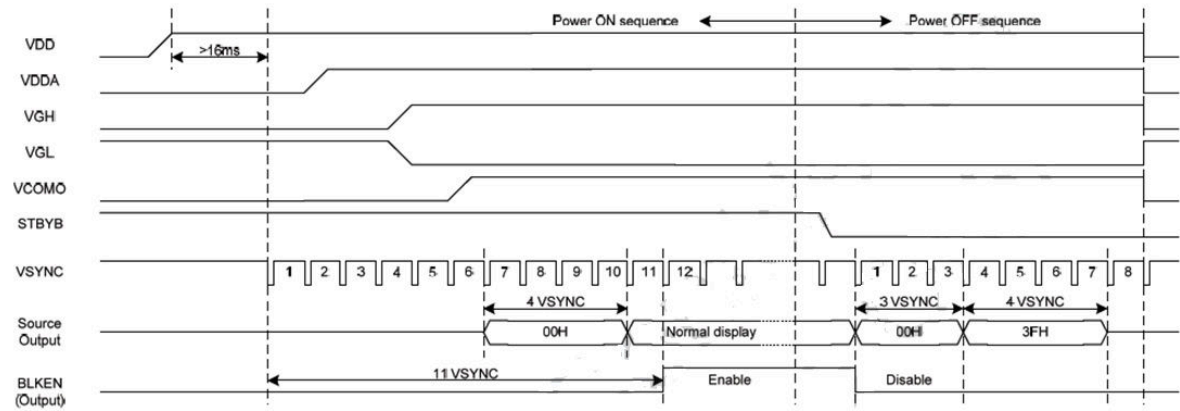 Power ON sequence Power OFF sequence
VDD
>16ms
VDDA
VGH
VGL
VCOMO
STBYB
VSYNC 1 2 3 4 5 6 7 8 9 10 11 12 1 2 3 4 5 6 7 8
4 VSYNC 3 VSYNC 4 VSYNC
Source
Output
00H Normal display 00H 3FH
11 VSYNC
BLKEN
(Output)
Enable Disable